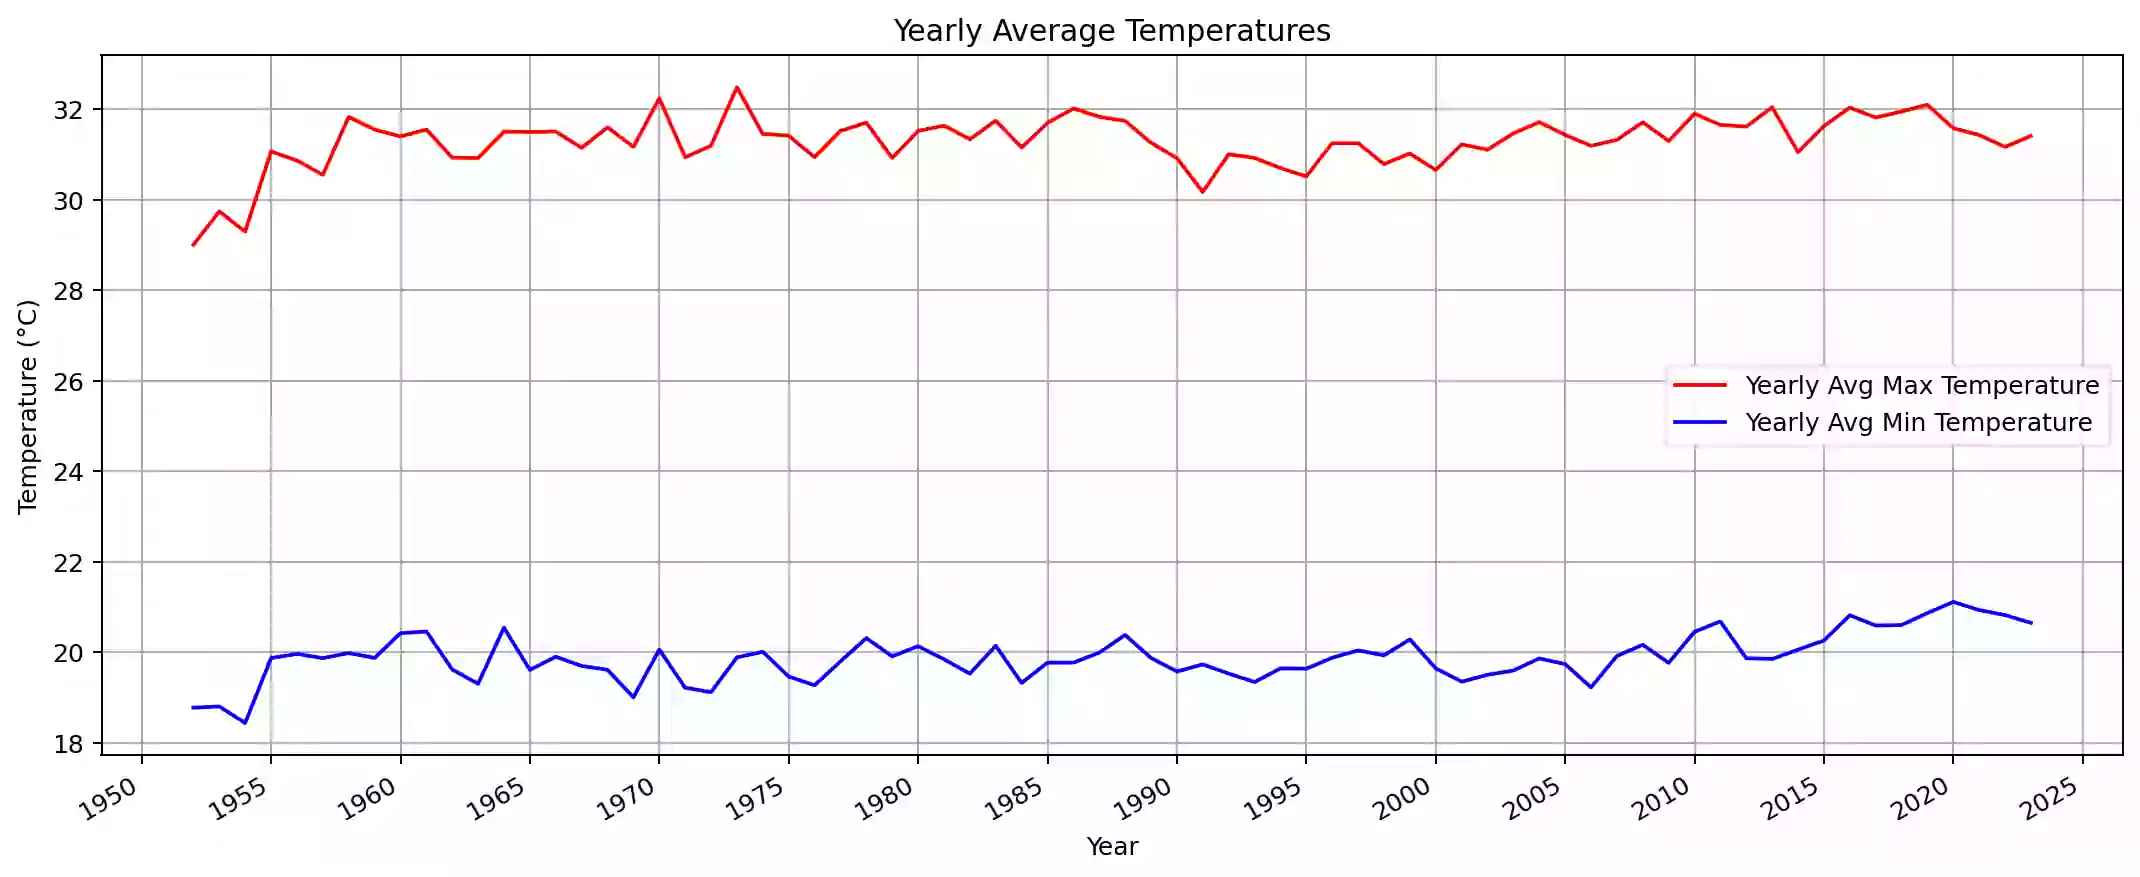 Yearly Average Temperatures
Temperature (°C)
32
30
28
26
24
22
20
18
Yearly Avg Max Temperature
Yearly Avg Min Temperature
1950 1955 1960 1965 1970 1975 1980 1985 1990 1995 2000 2005 2010 2015 2020 2025
Year